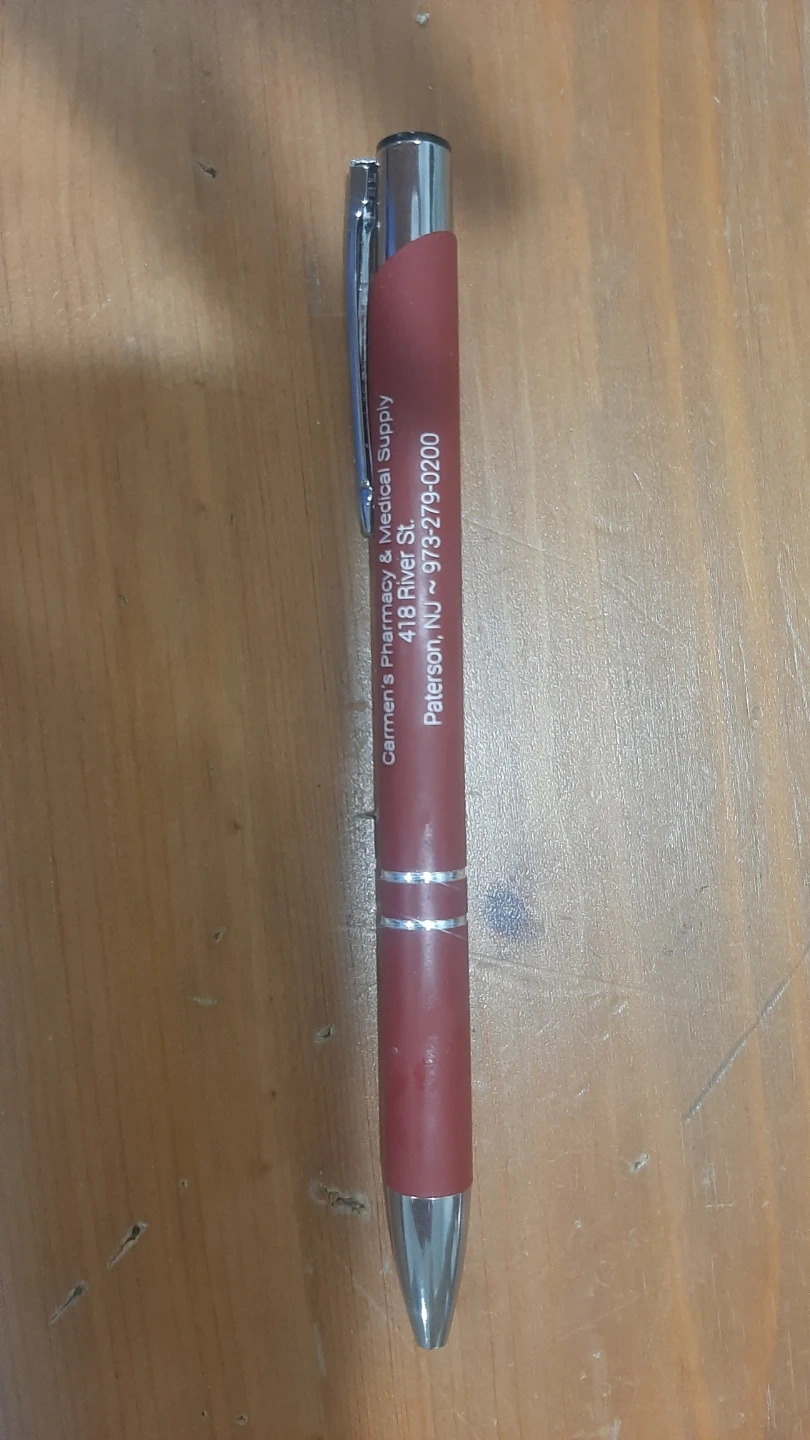 Carmen's Pharmacy & Medical Supply
418 River St.
Paterson, NJ ~ 973-279-0200